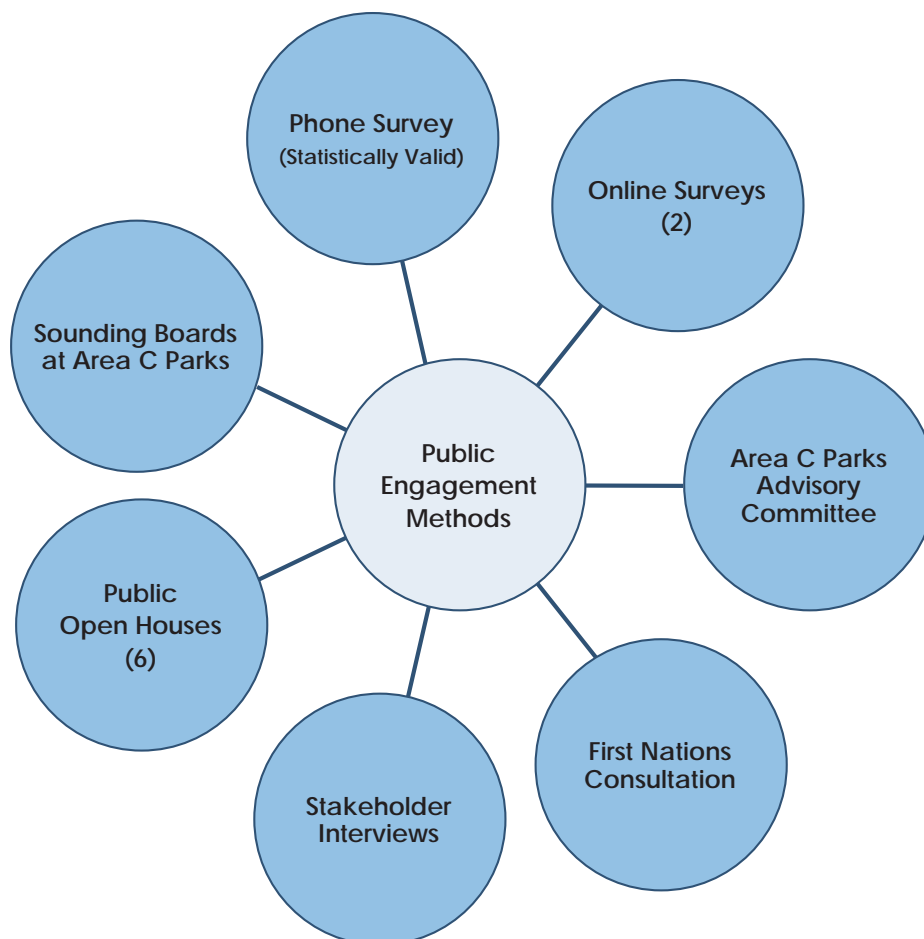 Phone Survey
(Statistically Valid)
Online Surveys
(2)
Sounding Boards
at Area C Parks
Public
Engagement
Methods
Area C Parks
Advisory
Committee
Public
Open Houses
(6)
First Nations
Consultation
Stakeholder
Interviews